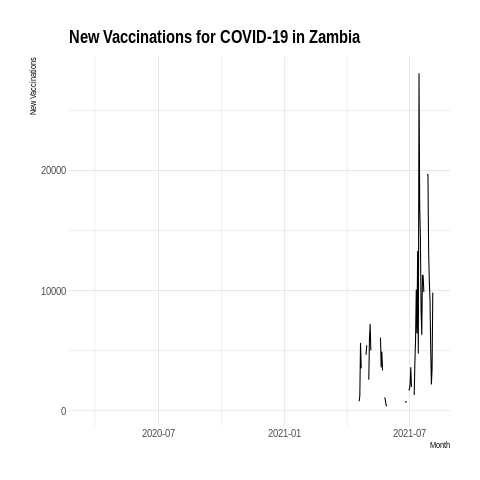 New Vaccinations for COVID-19 in Zambia
New Vaccinations
20000
10000
0
2020-07
2021-01
2021-07
Month